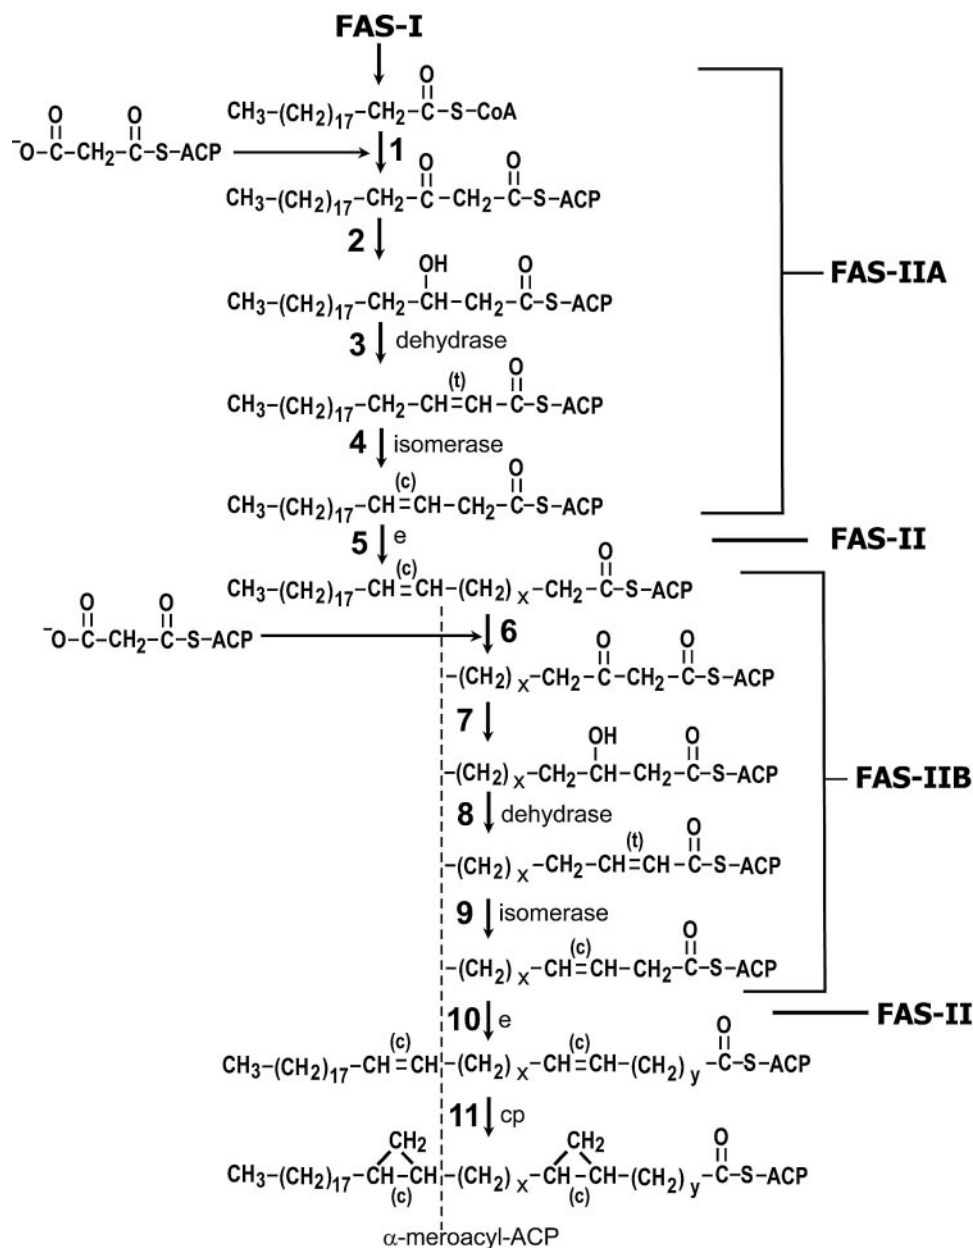 FAS-I
O
CH₃–(CH₂)₁₇–CH₂–C–S–CoA
O O
⁻O–C–CH₂–C–S–ACP
1
O O
CH₃–(CH₂)₁₇–CH₂–C–CH₂–C–S–ACP
2
OH O
CH₃–(CH₂)₁₇–CH₂–CH–CH₂–C–S–ACP
FAS-IIA
3 dehydrase
(t) O
CH₃–(CH₂)₁₇–CH₂–CH=CH–C–S–ACP
4 isomerase
(c) O
CH₃–(CH₂)₁₇–CH=CH–CH₂–C–S–ACP
5 e
FAS-II
(c) O
CH₃–(CH₂)₁₇–CH=CH–(CH₂)ₓ–CH₂–C–S–ACP
O O
⁻O–C–CH₂–C–S–ACP
6
O O
–(CH₂)ₓ–CH₂–C–CH₂–C–S–ACP
7
OH O
–(CH₂)ₓ–CH₂–CH–CH₂–C–S–ACP
FAS-IIB
8 dehydrase
(t) O
–(CH₂)ₓ–CH₂–CH=CH–C–S–ACP
9 isomerase
(c) O
–(CH₂)ₓ–CH=CH–CH₂–C–S–ACP
10 e
FAS-II
(c) (c) O
CH₃–(CH₂)₁₇–CH=CH–(CH₂)ₓ–CH=CH–(CH₂)y–C–S–ACP
11 cp
CH₂ CH₂ O
CH₃–(CH₂)₁₇–CH–CH–(CH₂)ₓ–CH–CH–(CH₂)y–C–S–ACP
(c) (c)
α-meroacyl-ACP